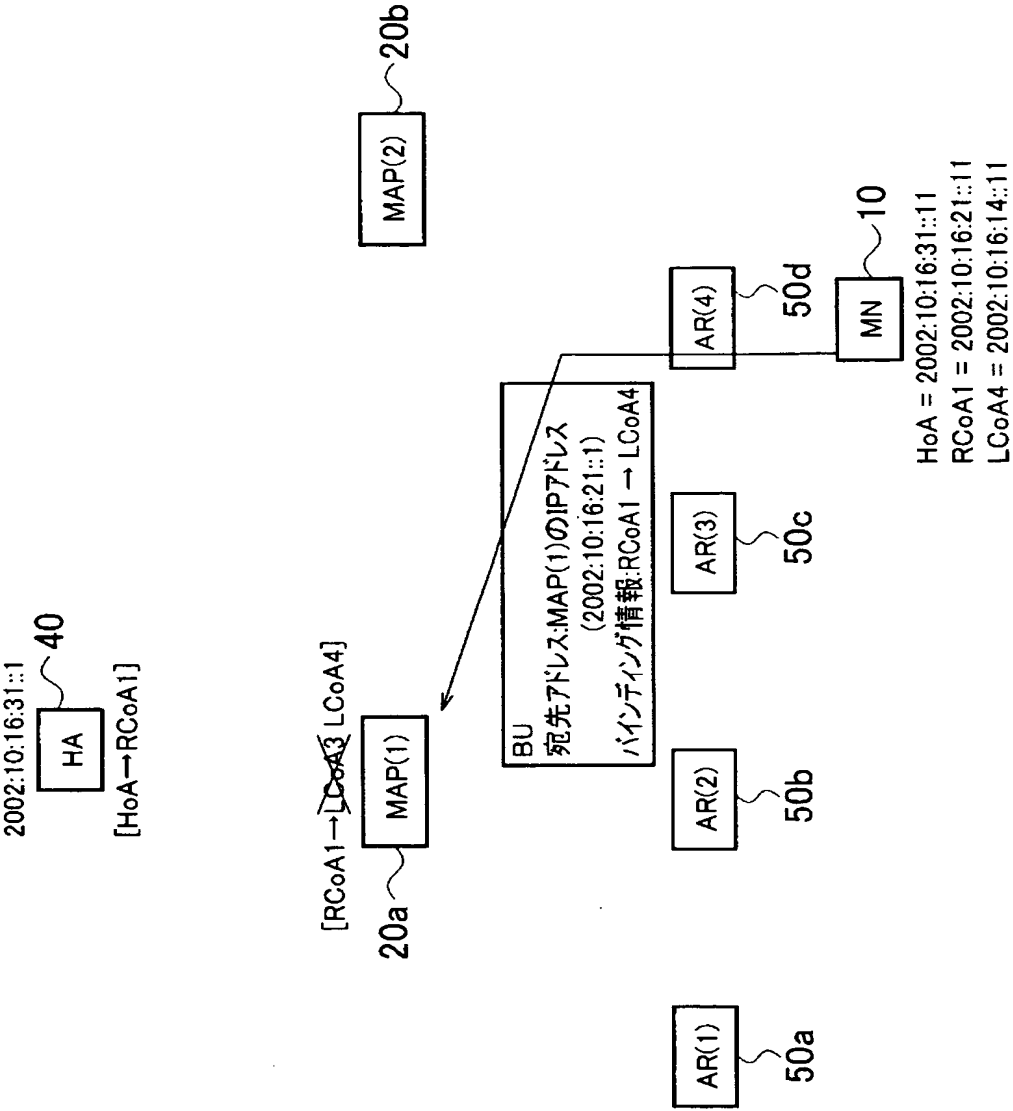 2002:10:16:31::1
HA
40
[HoA→RCoA1]
[RCoA1→LCoA3 LCoA4]
MAP(1)
20a
MAP(2)
20b
BU
宛先アドレス:MAP(1)のIPアドレス
(2002:10:16:21::1)
バインディング情報:RCoA1→LCoA4
AR(1)
50a
AR(2)
50b
AR(3)
50c
AR(4)
50d
MN
10
HoA = 2002:10:16:31::11
RCoA1 = 2002:10:16:21::11
LCoA4 = 2002:10:16:14::11